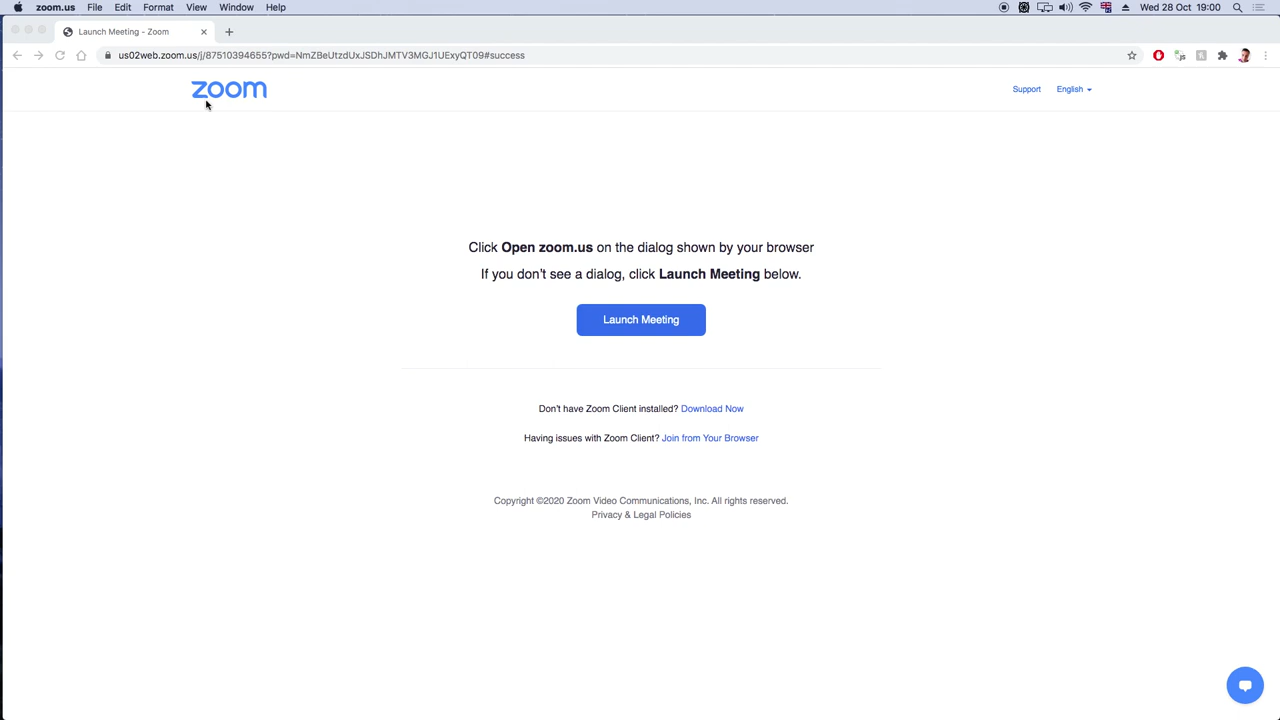 zoom.us File Edit Format View Window Help Wed 28 Oct 19:00
Launch Meeting - Zoom
us02web.zoom.us/j/87510394655?pwd=NmZBeUtzdUxJSDhJMTV3MGJ1UExyQT09#success
zoom Support English
Click Open zoom.us on the dialog shown by your browser
If you don't see a dialog, click Launch Meeting below.
Launch Meeting
Don't have Zoom Client installed? Download Now
Having issues with Zoom Client? Join from Your Browser
Copyright ©2020 Zoom Video Communications, Inc. All rights reserved.
Privacy & Legal Policies